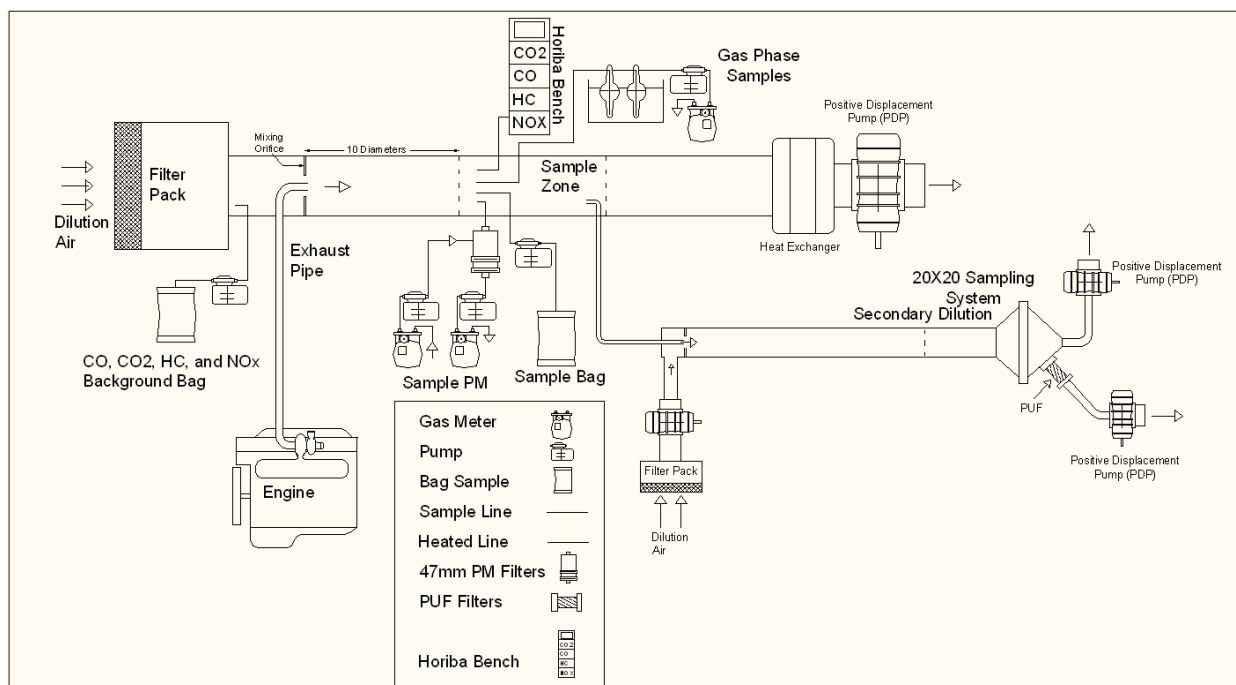 Horiba Bench
CO2
CO
HC
NOX
Gas Phase
Samples
Positive Displacement
Pump (PDP)
Mixing
Orifice
10 Diameters
Filter
Pack
Sample
Zone
Dilution
Air
Heat Exchanger
Exhaust
Pipe
CO, CO2, HC, and NOx
Background Bag
Sample PM
Sample Bag
20X20 Sampling
System
Secondary Dilution
Positive Displacement
Pump (PDP)
PUF
Positive Displacement
Pump (PDP)
Filter Pack
Dilution
Air
Engine
Gas Meter
Pump
Bag Sample
Sample Line
Heated Line
47mm PM Filters
PUF Filters
Horiba Bench
CO2
CO
HC
NOX